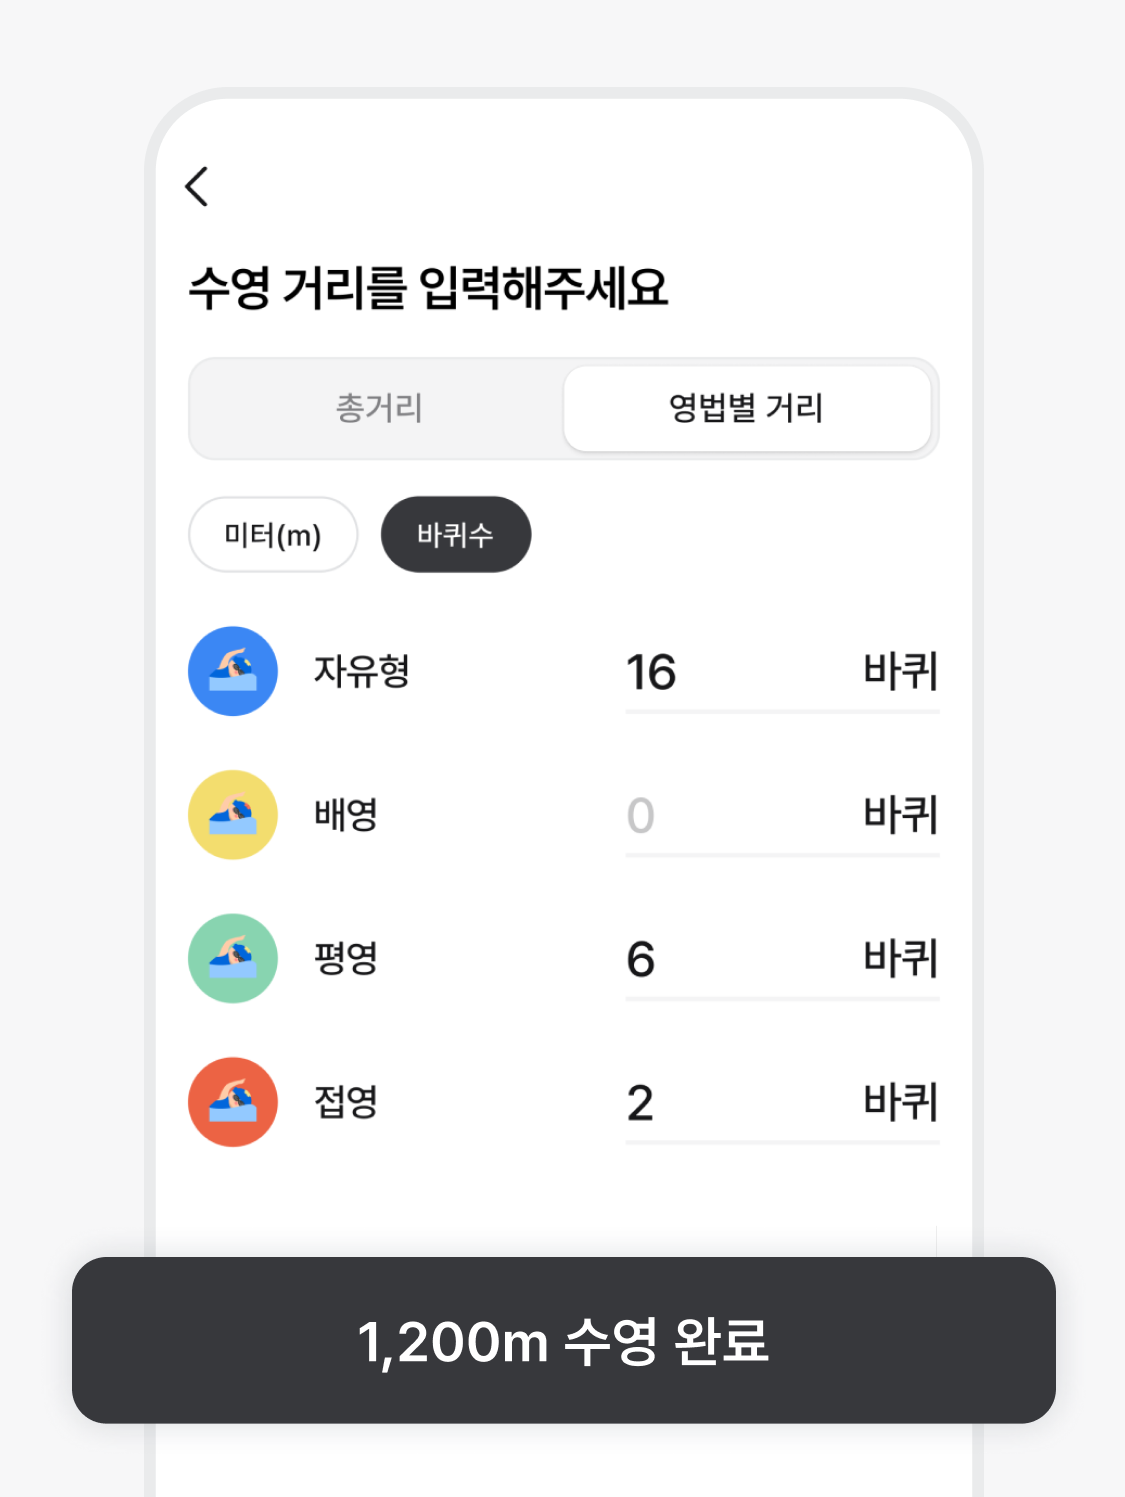 수영 거리를 입력해주세요
총거리 영법별 거리
미터(m) 바퀴수
자유형 16 바퀴
배영 0 바퀴
평영 6 바퀴
접영 2 바퀴
1,200m 수영 완료